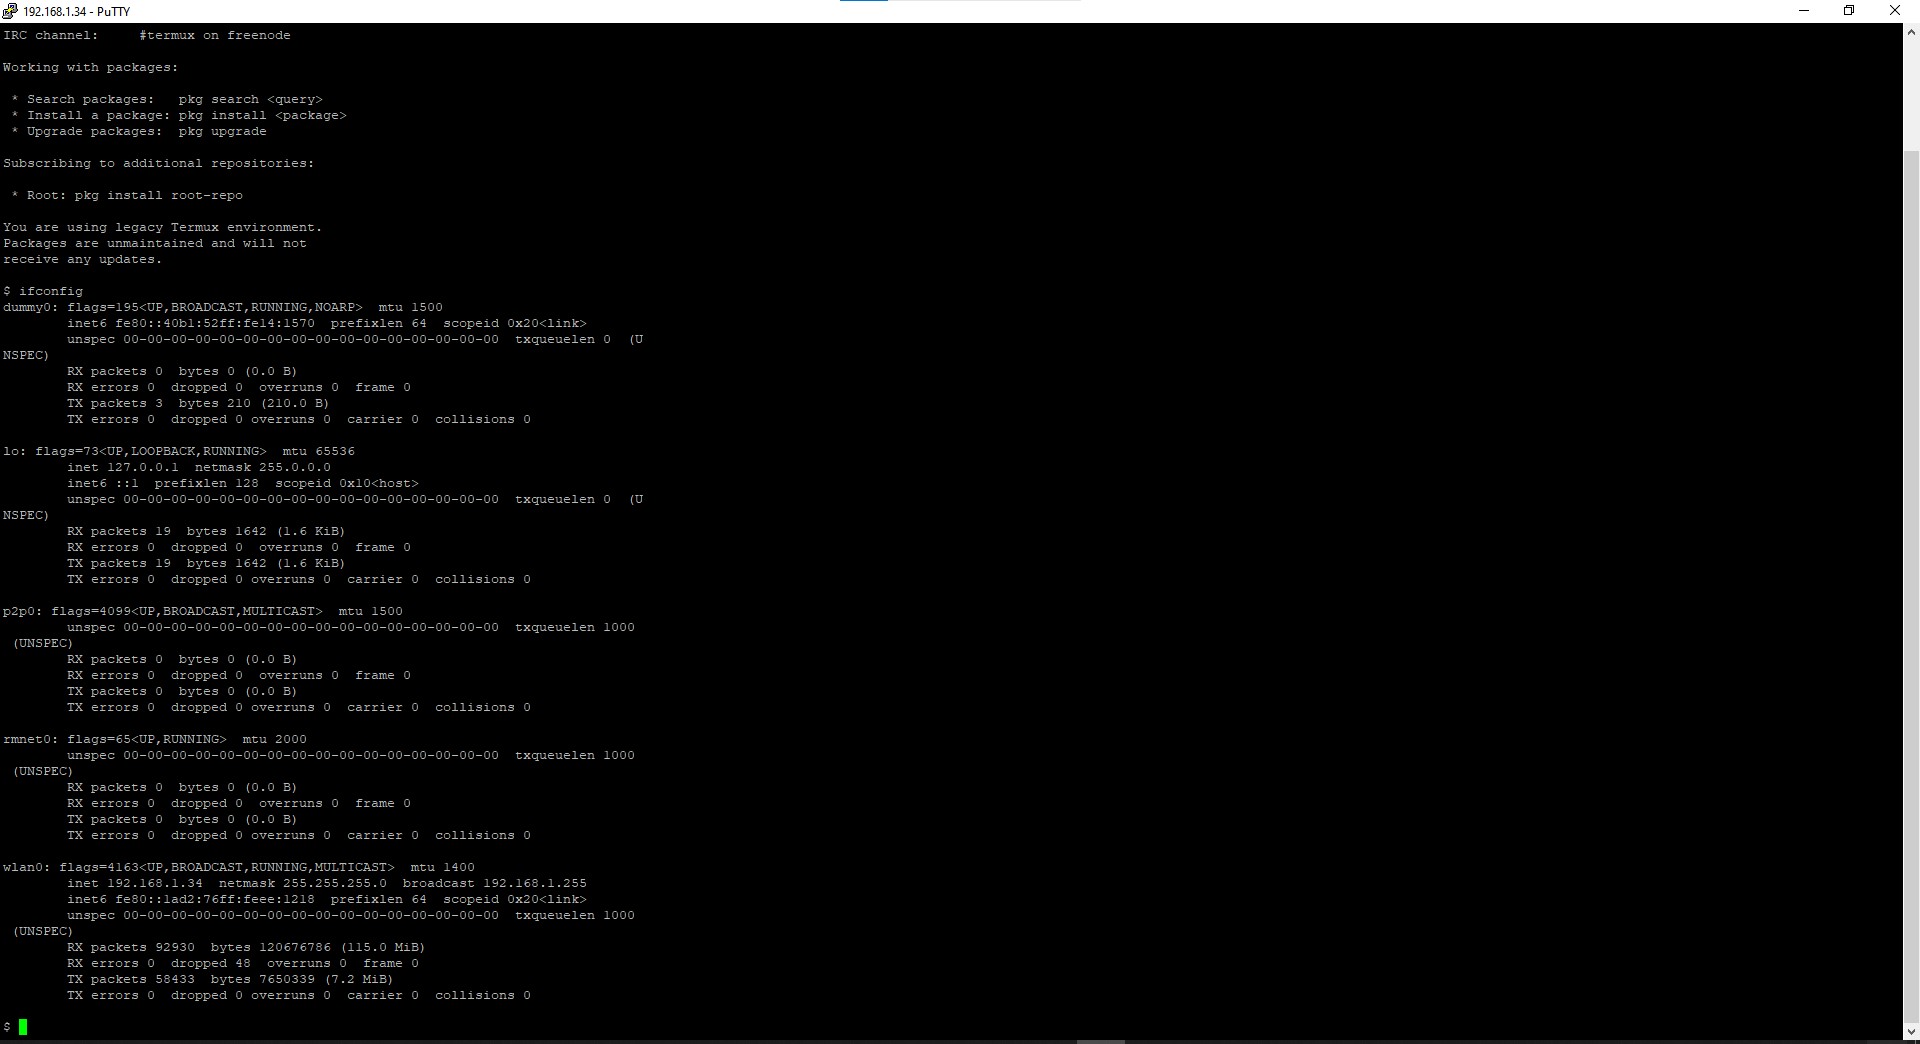 192.168.1.34 - PuTTY
IRC channel:     #termux on freenode
Working with packages:
 * Search packages:   pkg search <query>
 * Install a package: pkg install <package>
 * Upgrade packages:  pkg upgrade
Subscribing to additional repositories:
 * Root: pkg install root-repo
You are using legacy Termux environment.
Packages are unmaintained and will not
receive any updates.
$ ifconfig
dummy0: flags=195<UP,BROADCAST,RUNNING,NOARP>  mtu 1500
        inet6 fe80::40b1:52ff:fe14:1570  prefixlen 64  scopeid 0x20<link>
        unspec 00-00-00-00-00-00-00-00-00-00-00-00-00-00-00-00  txqueuelen 0  (U
NSPEC)
        RX packets 0  bytes 0 (0.0 B)
        RX errors 0  dropped 0  overruns 0  frame 0
        TX packets 3  bytes 210 (210.0 B)
        TX errors 0  dropped 0 overruns 0  carrier 0  collisions 0
lo: flags=73<UP,LOOPBACK,RUNNING>  mtu 65536
        inet 127.0.0.1  netmask 255.0.0.0
        inet6 ::1  prefixlen 128  scopeid 0x10<host>
        unspec 00-00-00-00-00-00-00-00-00-00-00-00-00-00-00-00  txqueuelen 0  (U
NSPEC)
        RX packets 19  bytes 1642 (1.6 KiB)
        RX errors 0  dropped 0  overruns 0  frame 0
        TX packets 19  bytes 1642 (1.6 KiB)
        TX errors 0  dropped 0 overruns 0  carrier 0  collisions 0
p2p0: flags=4099<UP,BROADCAST,MULTICAST>  mtu 1500
        unspec 00-00-00-00-00-00-00-00-00-00-00-00-00-00-00-00  txqueuelen 1000
 (UNSPEC)
        RX packets 0  bytes 0 (0.0 B)
        RX errors 0  dropped 0  overruns 0  frame 0
        TX packets 0  bytes 0 (0.0 B)
        TX errors 0  dropped 0 overruns 0  carrier 0  collisions 0
rmnet0: flags=65<UP,RUNNING>  mtu 2000
        unspec 00-00-00-00-00-00-00-00-00-00-00-00-00-00-00-00  txqueuelen 1000
 (UNSPEC)
        RX packets 0  bytes 0 (0.0 B)
        RX errors 0  dropped 0  overruns 0  frame 0
        TX packets 0  bytes 0 (0.0 B)
        TX errors 0  dropped 0 overruns 0  carrier 0  collisions 0
wlan0: flags=4163<UP,BROADCAST,RUNNING,MULTICAST>  mtu 1400
        inet 192.168.1.34  netmask 255.255.255.0  broadcast 192.168.1.255
        inet6 fe80::1ad2:76ff:feee:1218  prefixlen 64  scopeid 0x20<link>
        unspec 00-00-00-00-00-00-00-00-00-00-00-00-00-00-00-00  txqueuelen 1000
 (UNSPEC)
        RX packets 92930  bytes 120676786 (115.0 MiB)
        RX errors 0  dropped 48  overruns 0  frame 0
        TX packets 58433  bytes 7650339 (7.2 MiB)
        TX errors 0  dropped 0 overruns 0  carrier 0  collisions 0
$